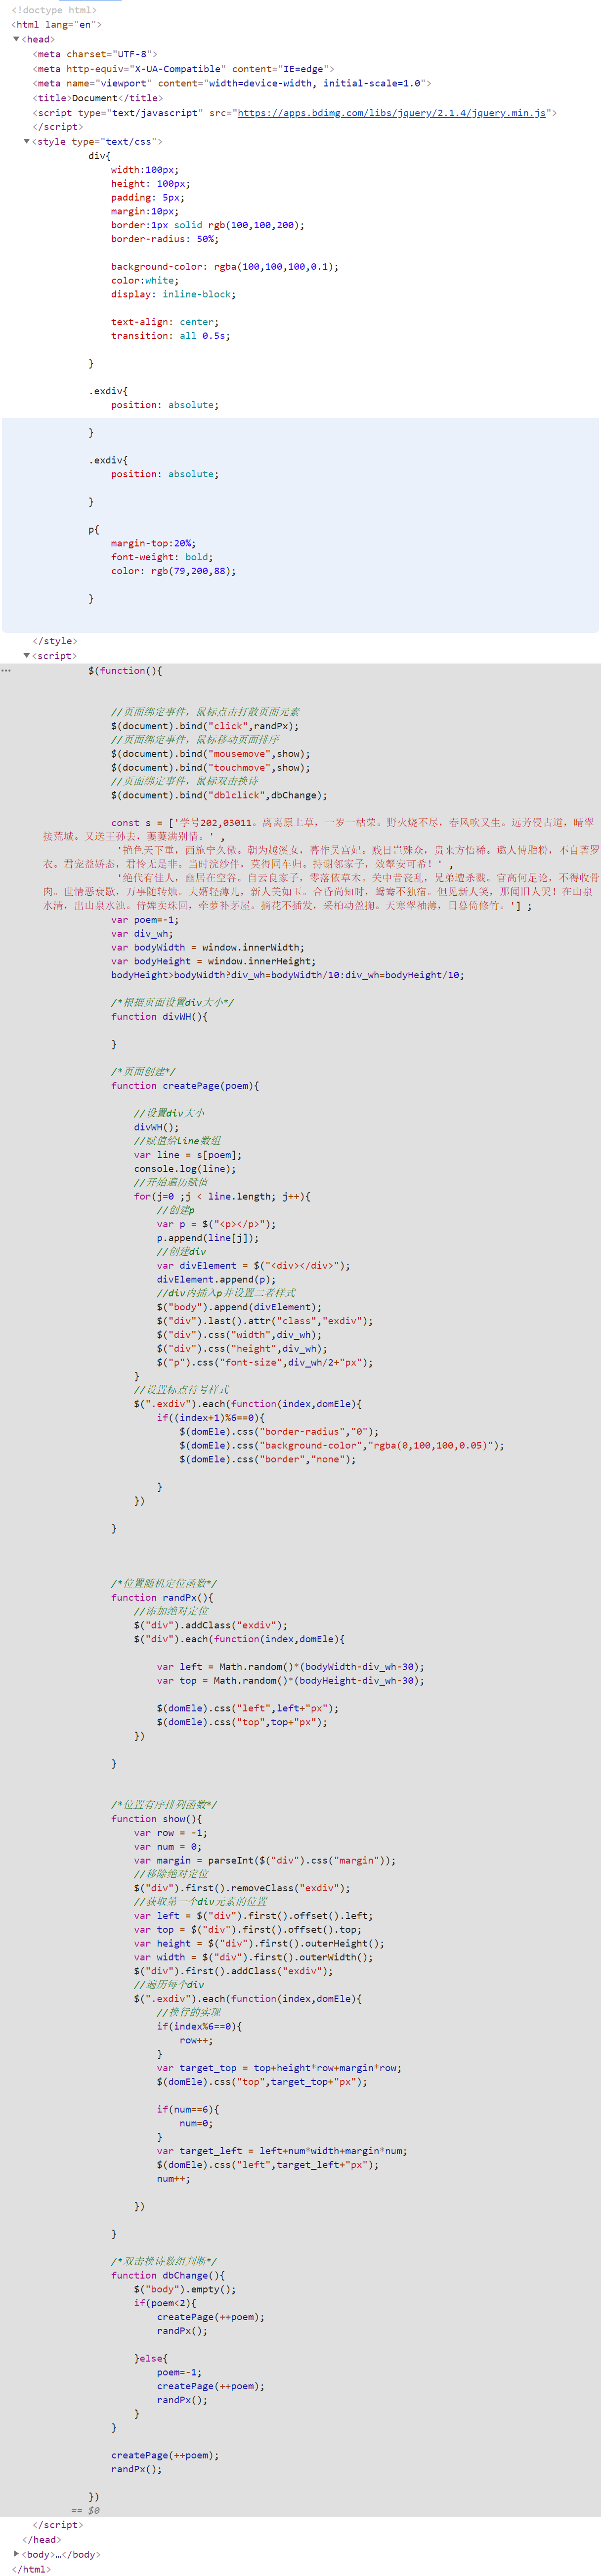 <!doctype html>
<html lang="en">
<head>
<meta charset="UTF-8">
<meta http-equiv="X-UA-Compatible" content="IE=edge">
<meta name="viewport" content="width=device-width, initial-scale=1.0">
<title>Document</title>
<script type="text/javascript" src="https://apps.bdimg.com/libs/jquery/2.1.4/jquery.min.js">
</script>
<style type="text/css">
div{
width:100px;
height: 100px;
padding: 5px;
margin:10px;
border:1px solid rgb(100,100,200);
border-radius: 50%;
background-color: rgba(100,100,100,0.1);
color:white;
display: inline-block;
text-align: center;
transition: all 0.5s;
}
.exdiv{
position: absolute;
}
.exdiv{
position: absolute;
}
p{
margin-top:20%;
font-weight: bold;
color: rgb(79,200,88);
}
</style>
<script>
$(function(){
//页面绑定事件，鼠标点击打散页面元素
$(document).bind("click",randPx);
//页面绑定事件，鼠标移动页面排序
$(document).bind("mousemove",show);
$(document).bind("touchmove",show);
//页面绑定事件，鼠标双击换诗
$(document).bind("dblclick",dbChange);
const s = ['学号202,03011。离离原上草，一岁一枯荣。野火烧不尽，春风吹又生。远芳侵古道，晴翠
接荒城。又送王孙去，萋萋满别情。' ,
'艳色天下重，西施宁久微。朝为越溪女，暮作吴宫妃。贱日岂殊众，贵来方悟稀。邀人傅脂粉，不自著罗
衣。君宠益娇态，君怜无是非。当时浣纱伴，莫得同车归。持谢邻家子，效颦安可希！' ,
'绝代有佳人，幽居在空谷。自云良家子，零落依草木。关中昔丧乱，兄弟遭杀戮。官高何足论，不得收骨
肉。世情恶衰歇，万事随转烛。夫婿轻薄儿，新人美如玉。合昏尚知时，鸳鸯不独宿。但见新人笑，那闻旧人哭！在山泉
水清，出山泉水浊。侍婢卖珠回，牵萝补茅屋。摘花不插发，采柏动盈掬。天寒翠袖薄，日暮倚修竹。'] ;
var poem=-1;
var div_wh;
var bodyWidth = window.innerWidth;
var bodyHeight = window.innerHeight;
bodyHeight>bodyWidth?div_wh=bodyWidth/10:div_wh=bodyHeight/10;
/*根据页面设置div大小*/
function divWH(){
}
/*页面创建*/
function createPage(poem){
//设置div大小
divWH();
//赋值给line数组
var line = s[poem];
console.log(line);
//开始遍历赋值
for(j=0 ;j < line.length; j++){
//创建p
var p = $("<p></p>");
p.append(line[j]);
//创建div
var divElement = $("<div></div>");
divElement.append(p);
//div内插入p并设置二者样式
$("body").append(divElement);
$("div").last().attr("class","exdiv");
$("div").css("width",div_wh);
$("div").css("height",div_wh);
$("p").css("font-size",div_wh/2+"px");
}
//设置标点符号样式
$(".exdiv").each(function(index,domEle){
if((index+1)%6==0){
$(domEle).css("border-radius","0");
$(domEle).css("background-color","rgba(0,100,100,0.05)");
$(domEle).css("border","none");
}
})
}
/*位置随机定位函数*/
function randPx(){
//添加绝对定位
$("div").addClass("exdiv");
$("div").each(function(index,domEle){
var left = Math.random()*(bodyWidth-div_wh-30);
var top = Math.random()*(bodyHeight-div_wh-30);
$(domEle).css("left",left+"px");
$(domEle).css("top",top+"px");
})
}
/*位置有序排列函数*/
function show(){
var row = -1;
var num = 0;
var margin = parseInt($("div").css("margin"));
//移除绝对定位
$("div").first().removeClass("exdiv");
//获取第一个div元素的位置
var left = $("div").first().offset().left;
var top = $("div").first().offset().top;
var height = $("div").first().outerHeight();
var width = $("div").first().outerWidth();
$("div").first().addClass("exdiv");
//遍历每个div
$(".exdiv").each(function(index,domEle){
//换行的实现
if(index%6==0){
row++;
}
var target_top = top+height*row+margin*row;
$(domEle).css("top",target_top+"px");
if(num==6){
num=0;
}
var target_left = left+num*width+margin*num;
$(domEle).css("left",target_left+"px");
num++;
})
}
/*双击换诗数组判断*/
function dbChange(){
$("body").empty();
if(poem<2){
createPage(++poem);
randPx();
}else{
poem=-1;
createPage(++poem);
randPx();
}
}
createPage(++poem);
randPx();
})
== $0
</script>
</head>
<body>…</body>
</html>